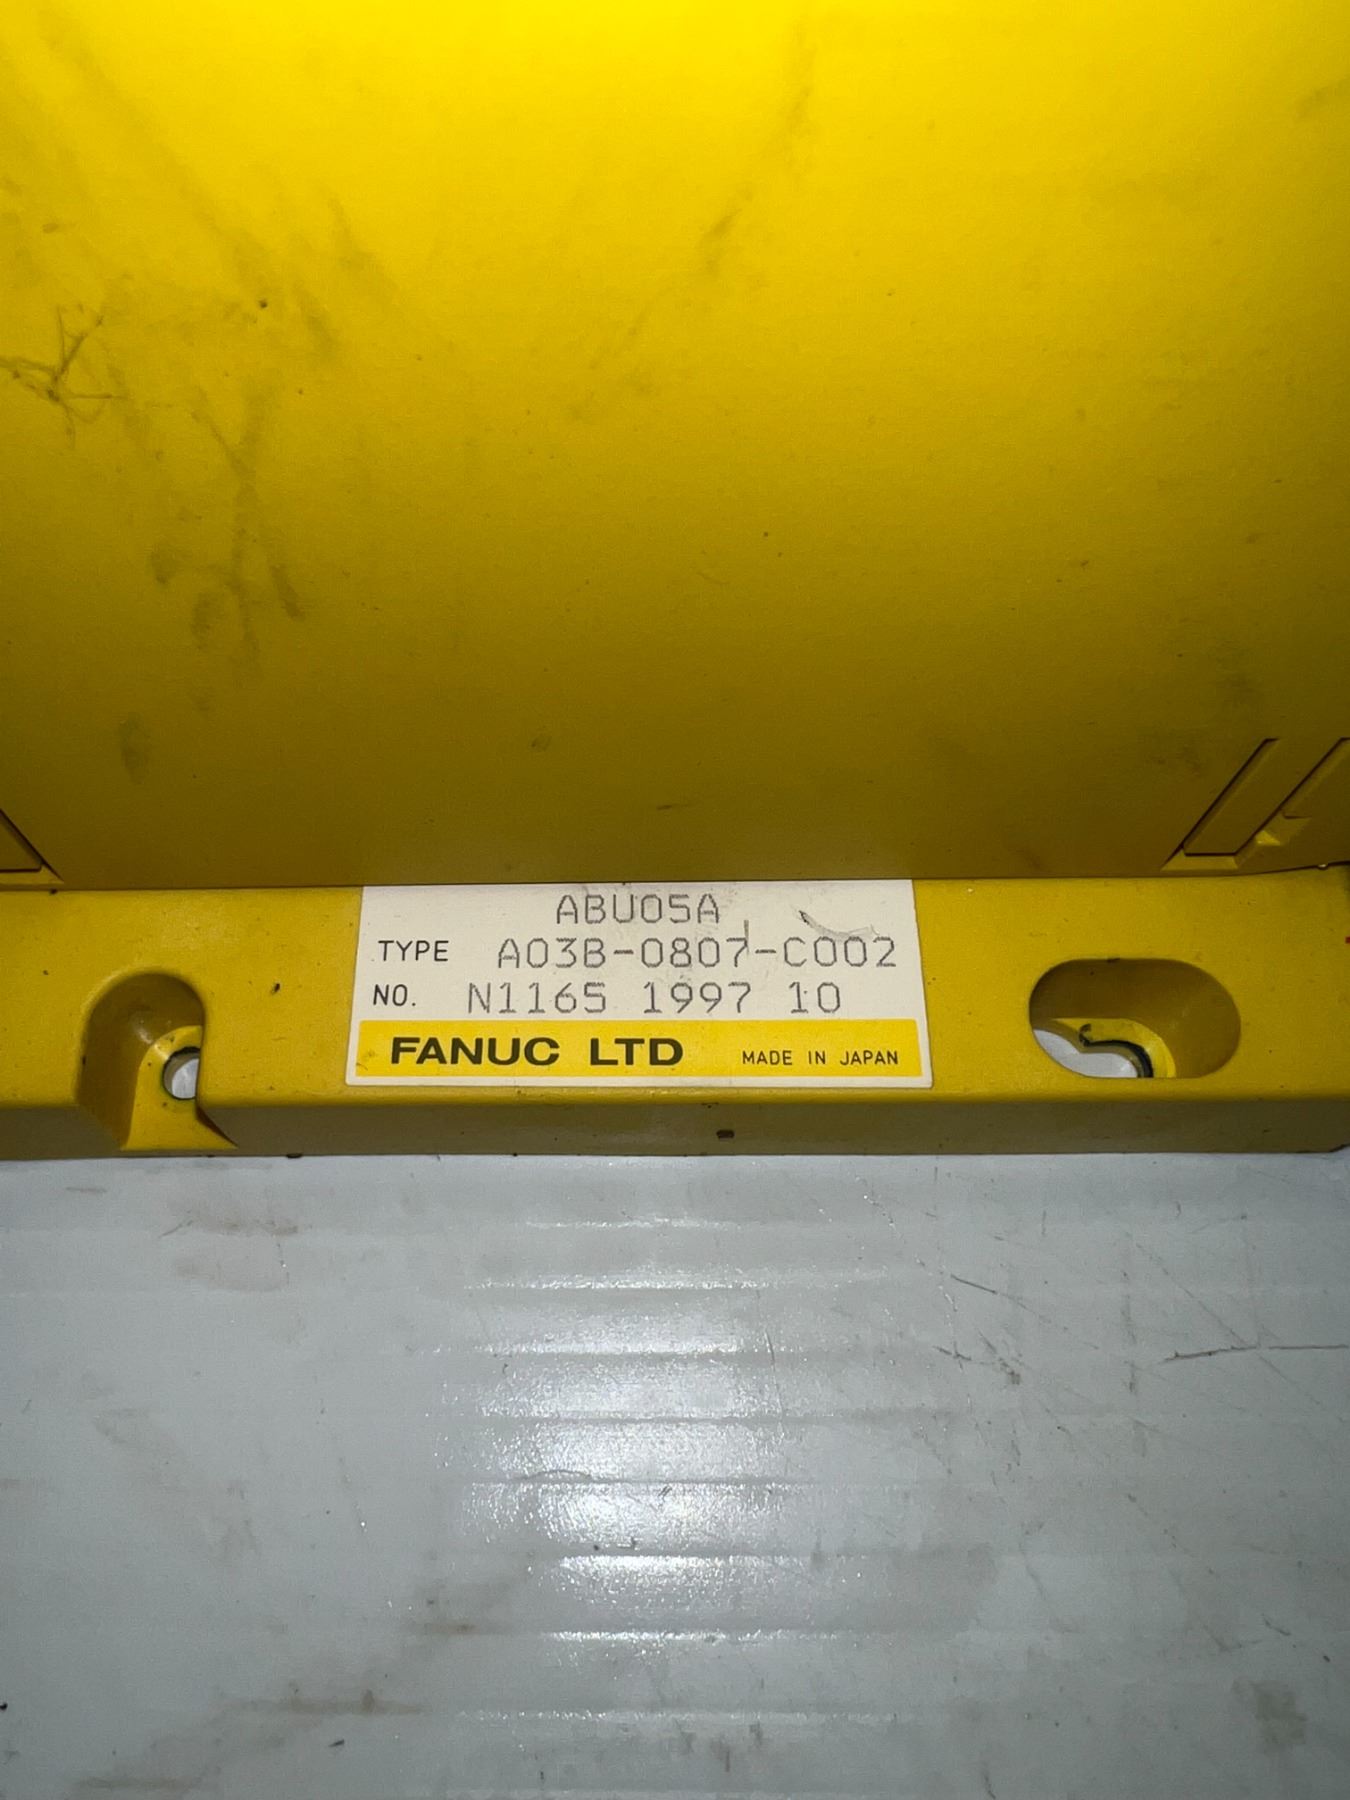 ABU05A
TYPE A03B-0807-C002
NO. N1165 1997 10
FANUC LTD MADE IN JAPAN